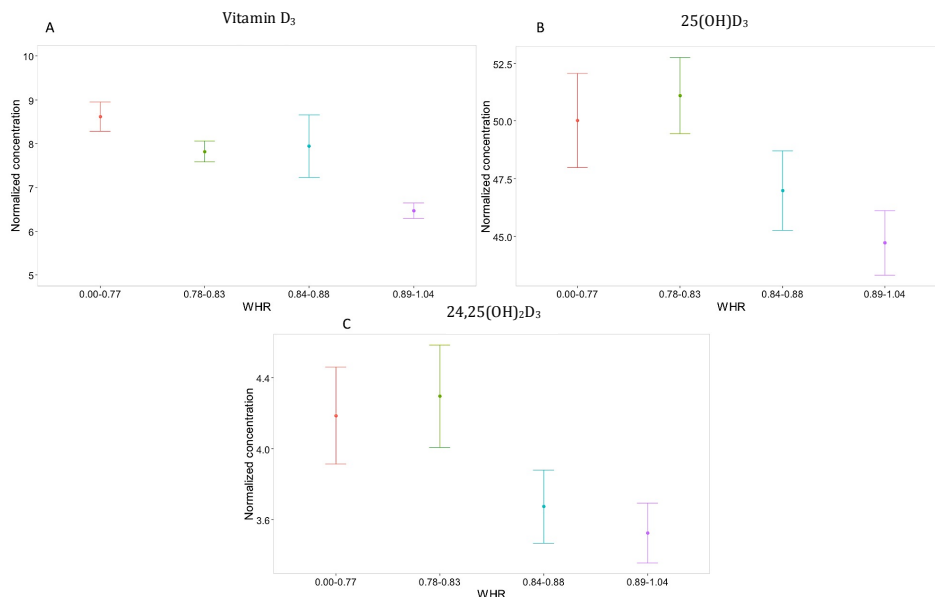 A
Vitamin D₃
Normalized concentration
10
9
8
7
6
5
0.00-0.77
0.78-0.83
0.84-0.88
0.89-1.04
WHR
B
25(OH)D₃
Normalized concentration
52.5
50.0
47.5
45.0
0.00-0.77
0.78-0.83
0.84-0.88
0.89-1.04
WHR
C
24,25(OH)₂D₃
Normalized concentration
4.4
4.0
3.6
0.00-0.77
0.78-0.83
0.84-0.88
0.89-1.04
WHR